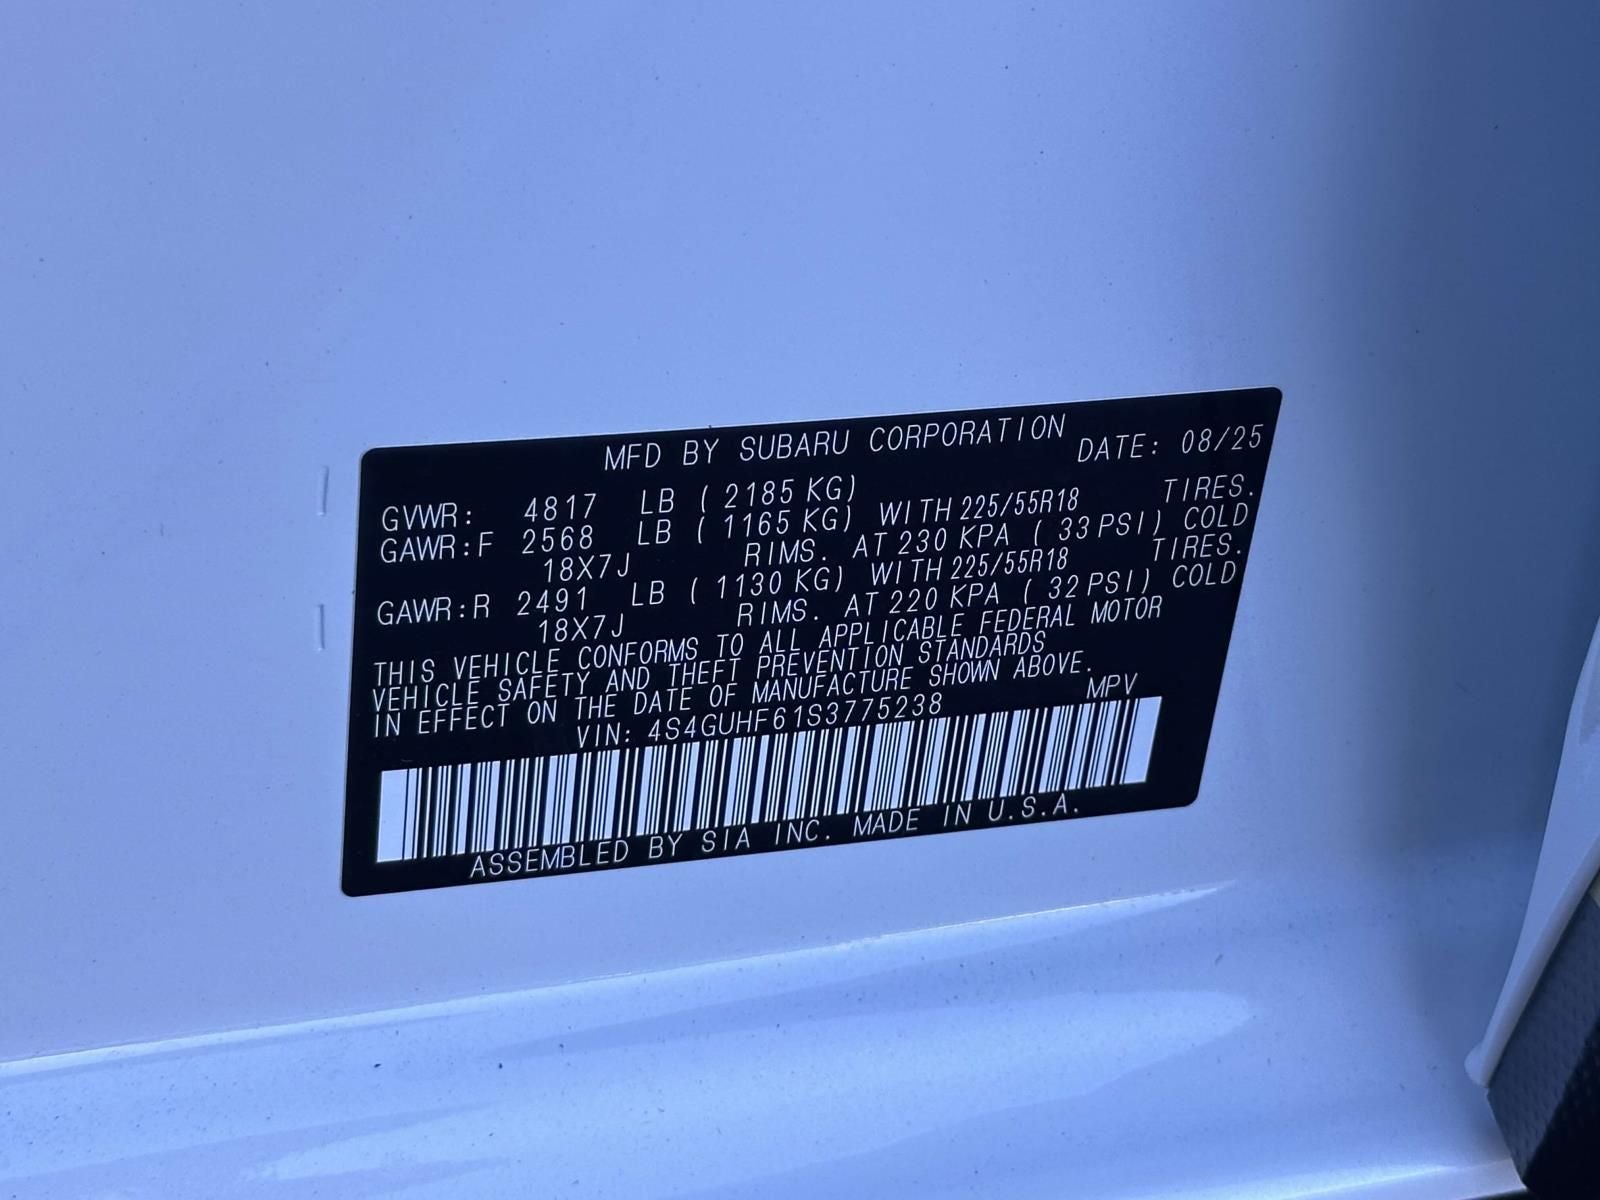 MFD BY SUBARU CORPORATION DATE: 08/25
GVWR: 4817 LB ( 2185 KG)
GAWR:F 2568 LB ( 1165 KG) WITH 225/55R18 TIRES.
18X7J RIMS. AT 230 KPA ( 33 PSI) COLD
GAWR:R 2491 LB ( 1130 KG) WITH 225/55R18 TIRES.
18X7J RIMS. AT 220 KPA ( 32 PSI) COLD
THIS VEHICLE CONFORMS TO ALL APPLICABLE FEDERAL MOTOR
VEHICLE SAFETY AND THEFT PREVENTION STANDARDS
IN EFFECT ON THE DATE OF MANUFACTURE SHOWN ABOVE.
VIN: 4S4GUHF61S3775238 MPV
ASSEMBLED BY SIA INC. MADE IN U.S.A.